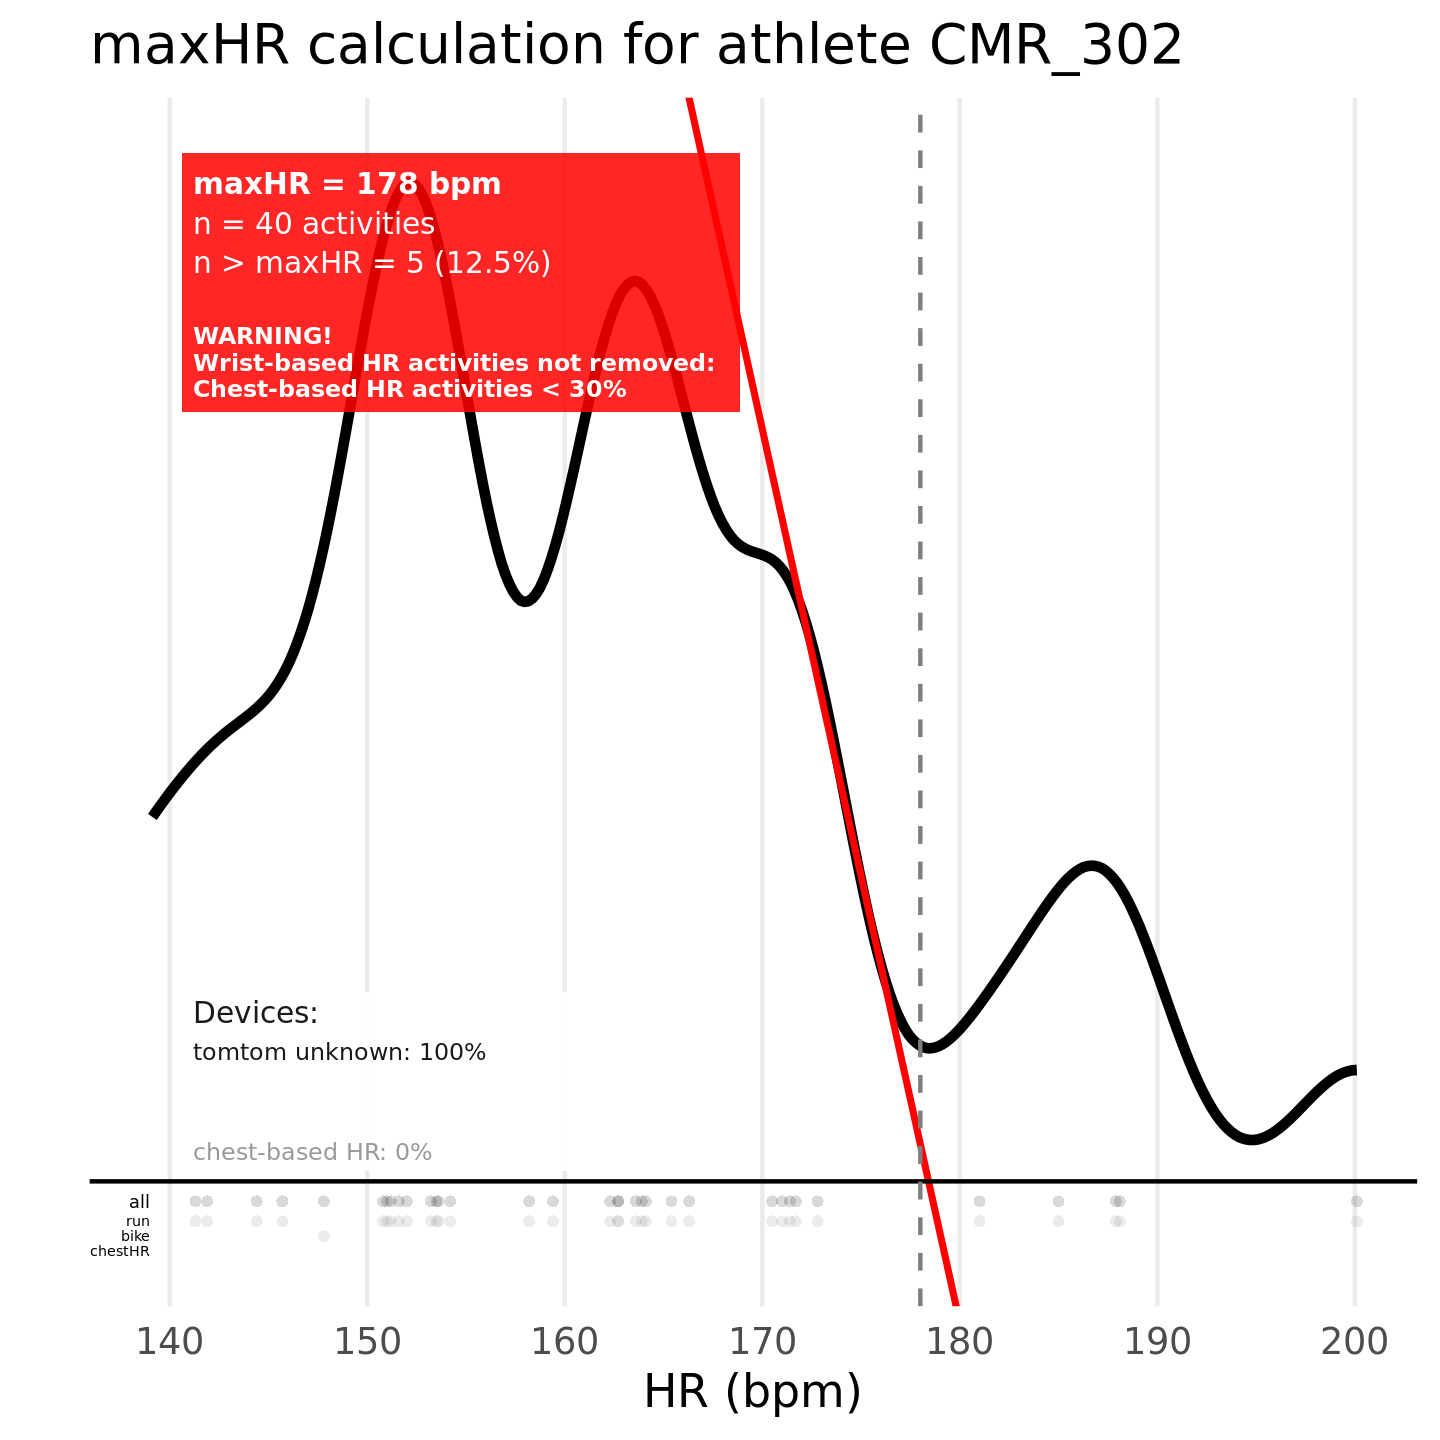 maxHR calculation for athlete CMR_302
maxHR = 178 bpm
n = 40 activities
n > maxHR = 5 (12.5%)
WARNING!
Wrist-based HR activities not removed:
Chest-based HR activities < 30%
Devices:
tomtom unknown: 100%
chest-based HR: 0%
all
run
bike
chestHR
140 150 160 170 180 190 200
HR (bpm)